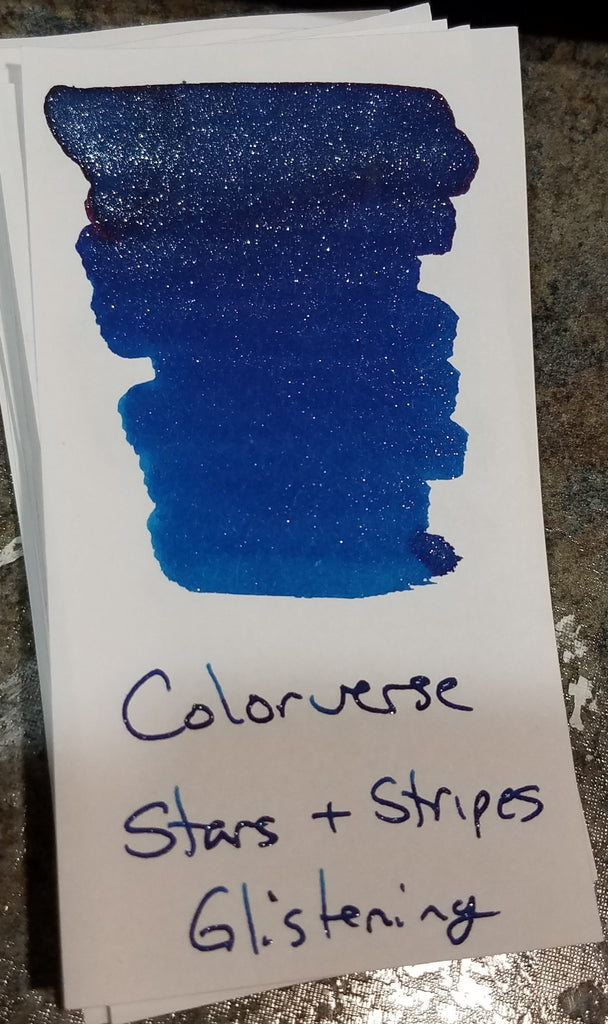 Colorverse
Stars + Stripes
Glistening